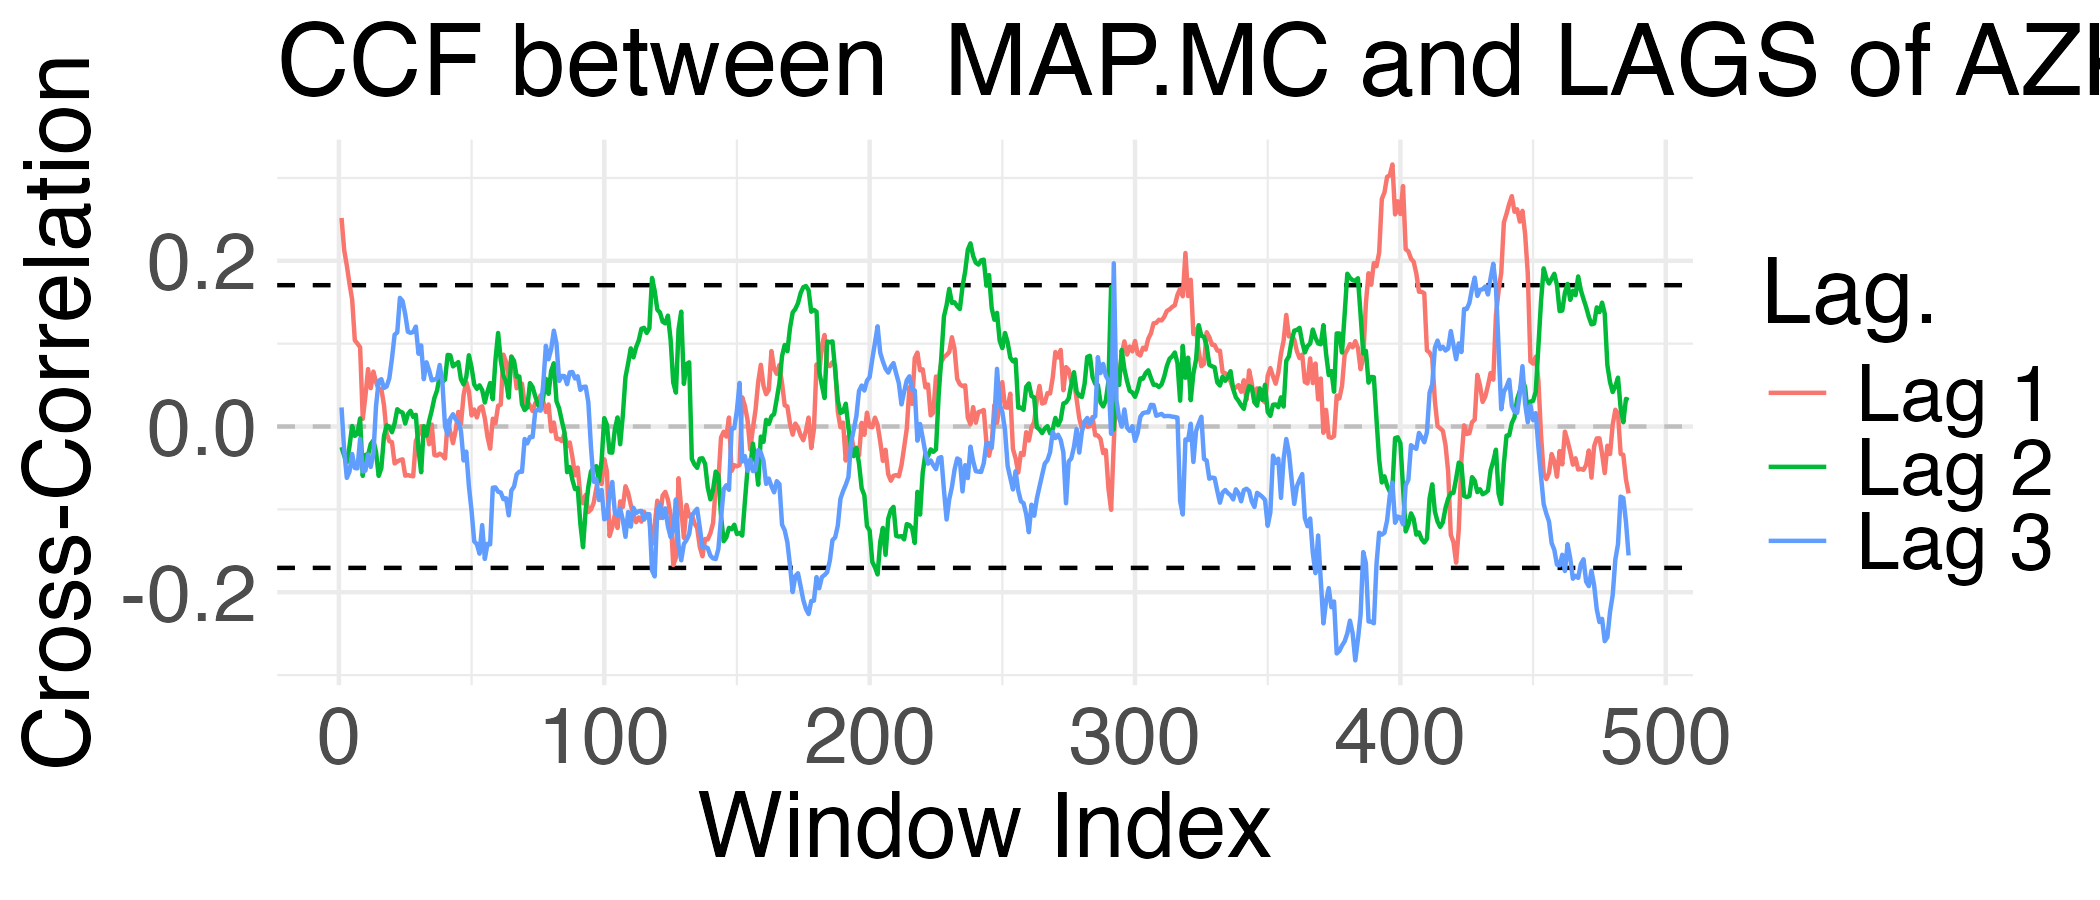 CCF between MAP.MC and LAGS of
Cross-Correlation
0.2
0.0
-0.2
0 100 200 300 400 500
Window Index
Lag.
Lag 1
Lag 2
Lag 3